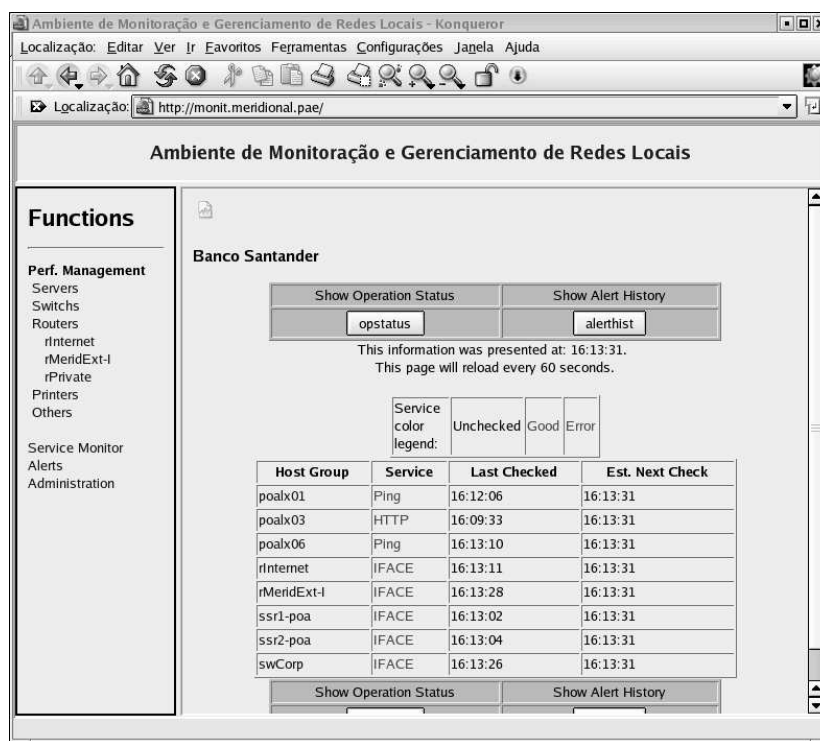 Ambiente de Monitoração e Gerenciamento de Redes Locais - Konqueror
Localização: Editar Ver Ir Favoritos Ferramentas Configurações Janela Ajuda
Localização: http://monit.meridional.pae/
Ambiente de Monitoração e Gerenciamento de Redes Locais
Functions
Perf. Management
Servers
Switchs
Routers
rInternet
rMeridExt-I
rPrivate
Printers
Others
Service Monitor
Alerts
Administration
Banco Santander
Show Operation Status Show Alert History
opstatus alerthist
This information was presented at: 16:13:31.
This page will reload every 60 seconds.
Service color legend: Unchecked Good Error
Host Group Service Last Checked Est. Next Check
poalx01 Ping 16:12:06 16:13:31
poalx03 HTTP 16:09:33 16:13:31
poalx06 Ping 16:13:10 16:13:31
rInternet IFACE 16:13:11 16:13:31
rMeridExt-I IFACE 16:13:28 16:13:31
ssr1-poa IFACE 16:13:02 16:13:31
ssr2-poa IFACE 16:13:04 16:13:31
swCorp IFACE 16:13:26 16:13:31
Show Operation Status Show Alert History